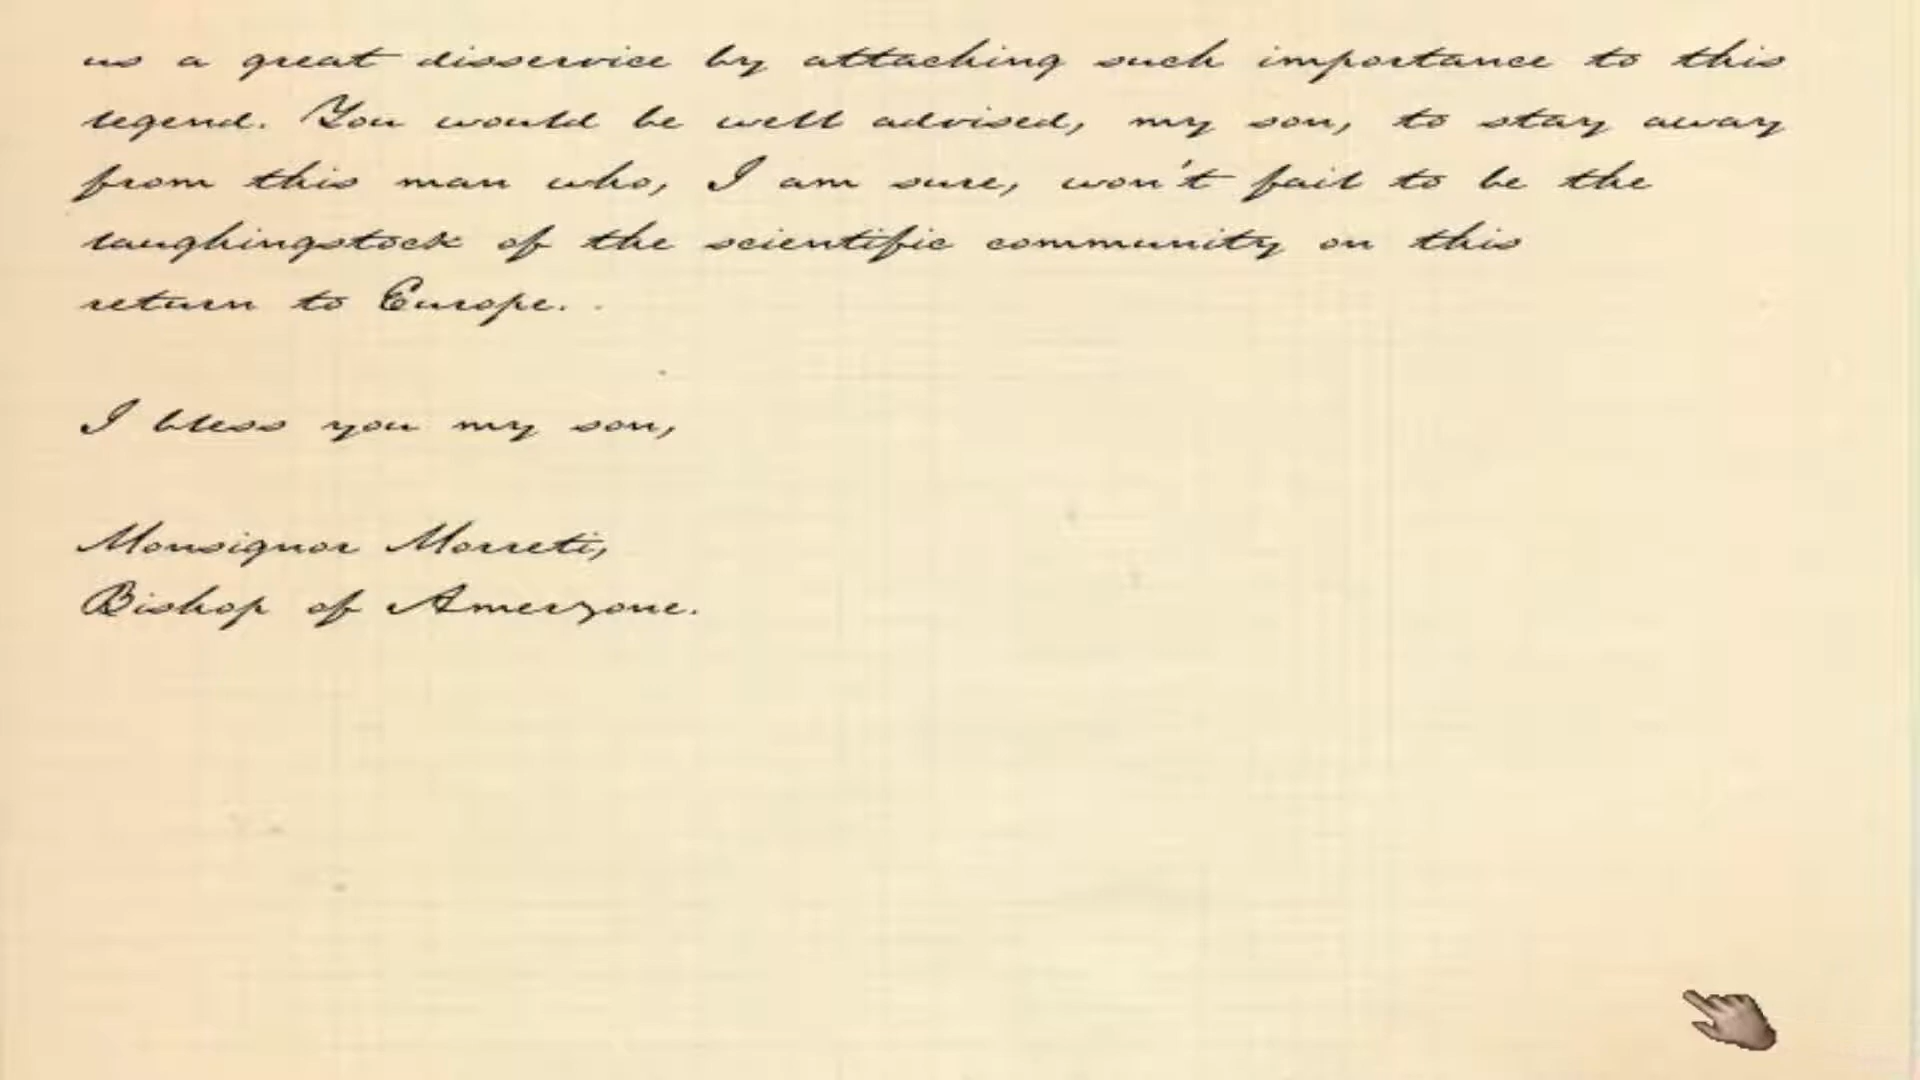 us a great disservice by attaching such importance to this
legend. You would be well advised, my son, to stay away
from this man who, I am sure, won't fail to be the
laughingstock of the scientific community on this
return to Europe.
I bless you my son,
Monsignor Morreti,
Bishop of Amerzone.